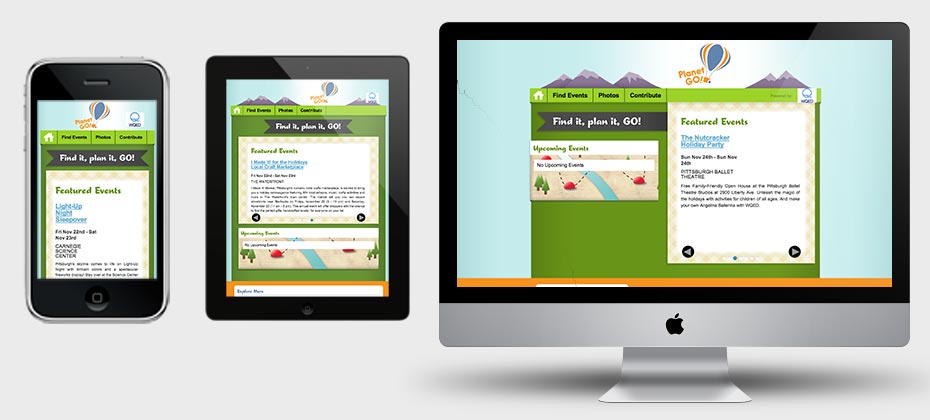 Planet
GO!
WQED
Find Events Photos Contribute
Find it, plan it, GO!
Featured Events
Light-Up
Night
Sleepover
Fri Nov 22nd - Sat
Nov 23rd
CARNEGIE
SCIENCE
CENTER
Pittsburgh's skyline comes to life on Light-Up
Night with brilliant colors and a spectacular
fireworks display! Stay over at the Science Center
Planet
GO!
WQED
Find Events Photos Contribute
Find it, plan it, GO!
Featured Events
I Made It! for the Holidays
Local Craft Marketplace
Fri Nov 22nd - Sat Nov 23rd
THE WATERFRONT
Upcoming Events
No Upcoming Events
Explore More
Planet
GO!
Find Events Photos Contribute
Powered by
WQED
Find it, plan it, GO!
Upcoming Events
No Upcoming Events
Featured Events
The Nutcracker
Holiday Party
Sun Nov 24th - Sun Nov
24th
PITTSBURGH BALLET
THEATRE
Free Family-Friendly Open House at the Pittsburgh Ballet
Theatre Studios at 2900 Liberty Ave. Unleash the magic of
the holidays with activities for children of all ages. And make
your own Angelina Ballerina with WQED.